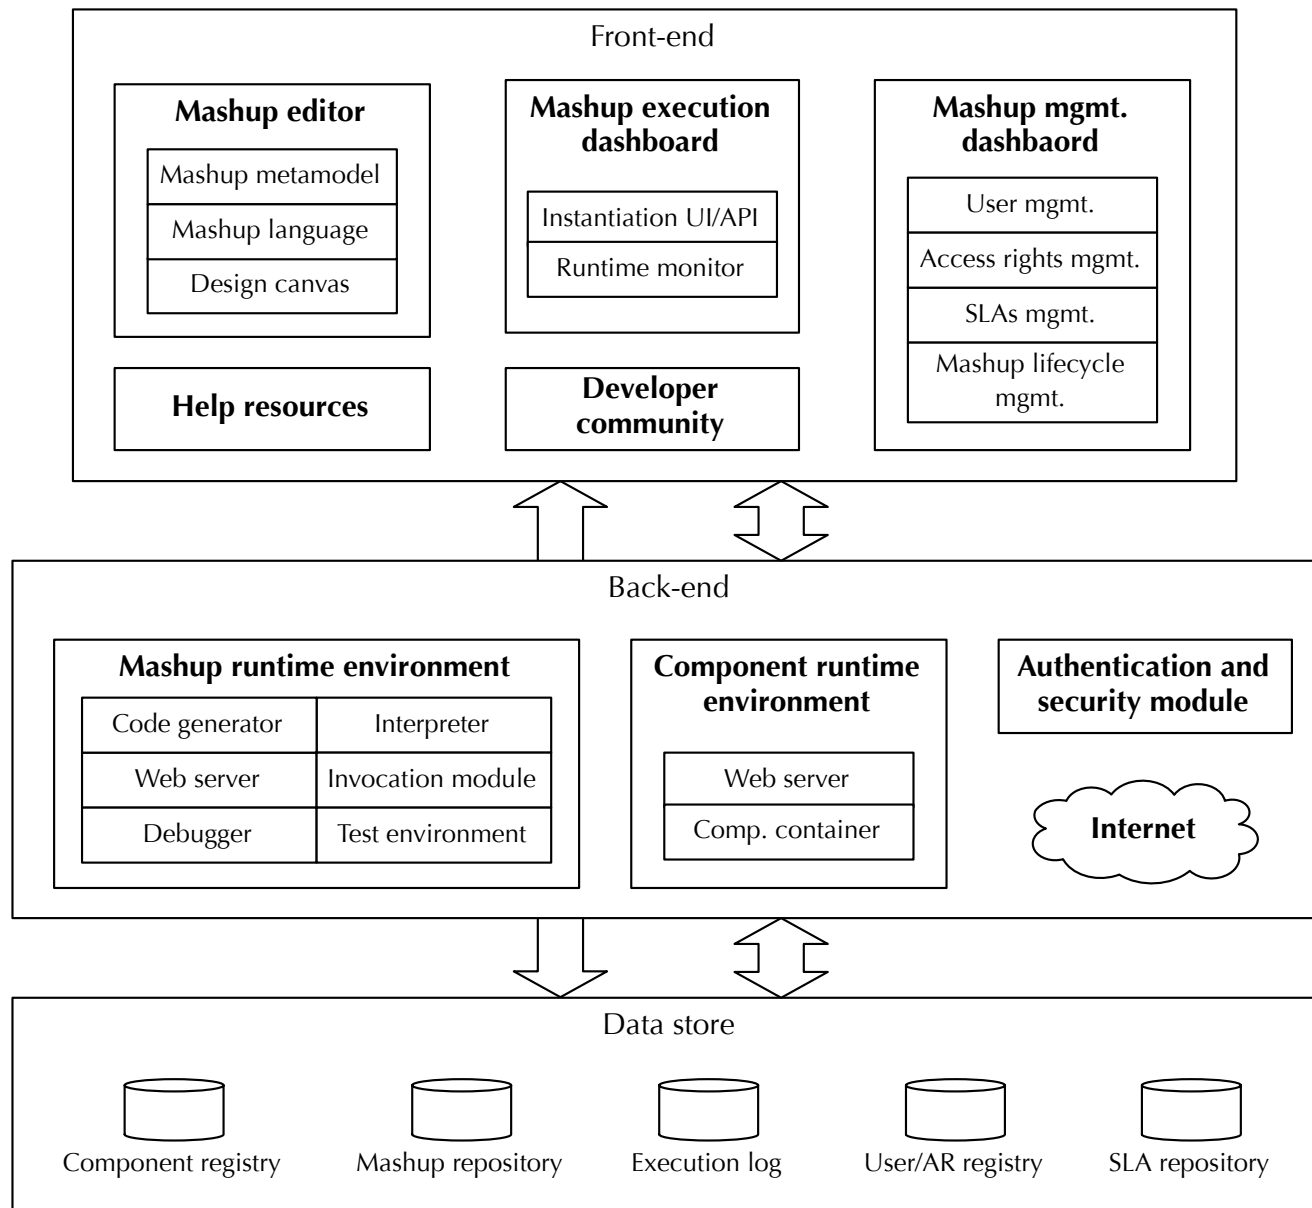 Front-end
Mashup editor
Mashup metamodel
Mashup language
Design canvas
Mashup execution
dashboard
Instantiation UI/API
Runtime monitor
Mashup mgmt.
dashbaord
User mgmt.
Access rights mgmt.
SLAs mgmt.
Mashup lifecycle
mgmt.
Help resources
Developer
community
Back-end
Mashup runtime environment
Code generator
Interpreter
Web server
Invocation module
Debugger
Test environment
Component runtime
environment
Web server
Comp. container
Authentication and
security module
Internet
Data store
Component registry
Mashup repository
Execution log
User/AR registry
SLA repository